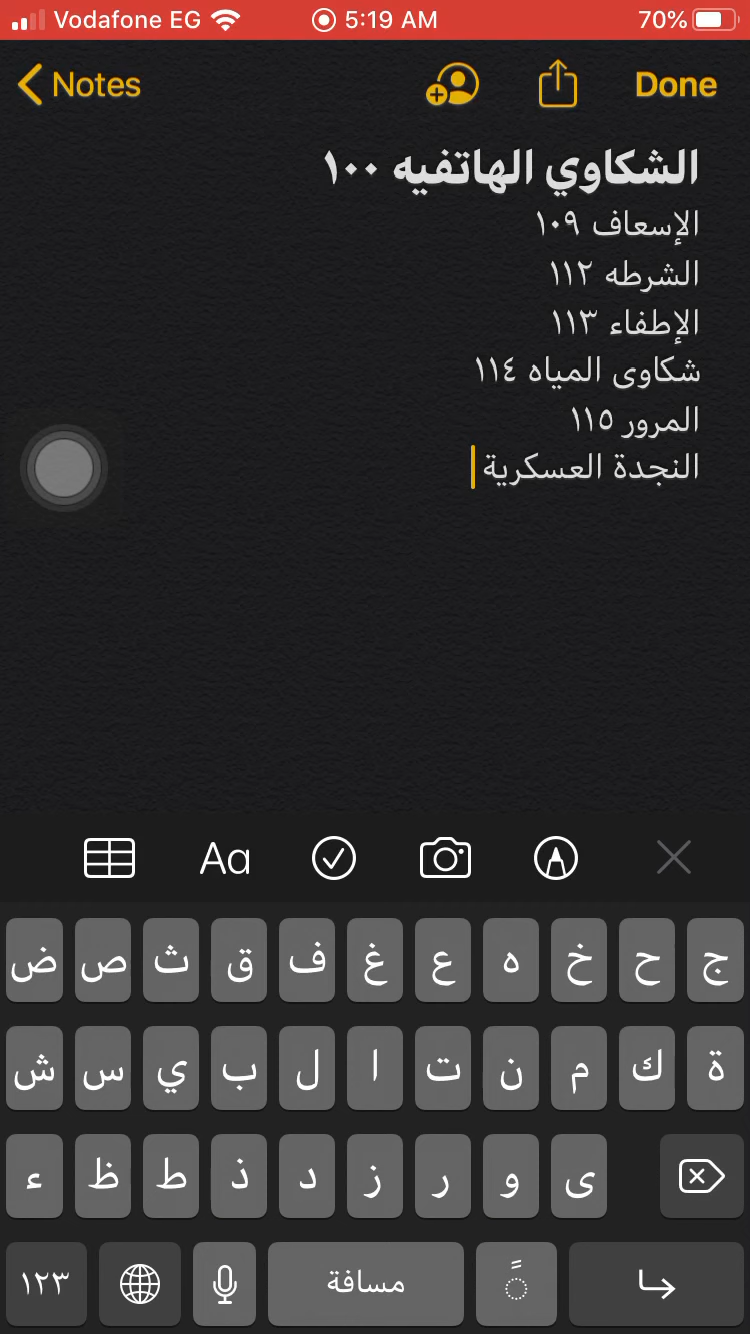 Vodafone EG 5:19 AM 70%
Notes Done
الشكاوي الهاتفيه ١٠٠
الإسعاف ١٠٩
الشرطه ١١٢
الإطفاء ١١٣
شكاوى المياه ١١٤
المرور ١١٥
النجدة العسكرية
Aa
ض ص ث ق ف غ ع ه خ ح ج
ش س ي ب ل ا ت ن م ك ة
ء ظ ط ذ د ز ر و ى
١٢٣ مسافة